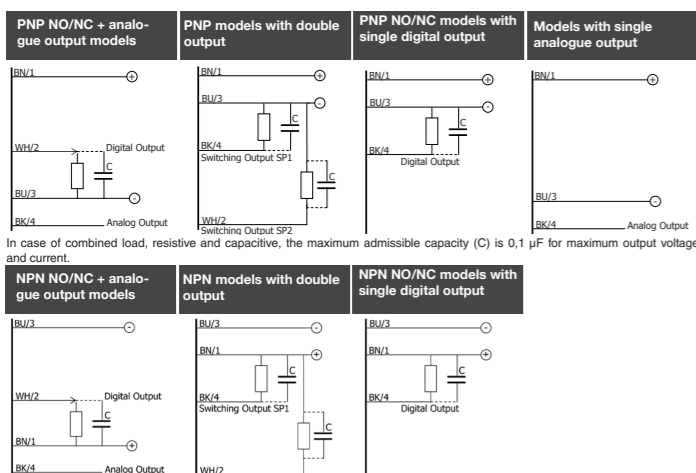 PNP NO/NC + analo-
gue output models
PNP models with double
output
PNP NO/NC models with
single digital output
Models with single
analogue output
BN/1
+
WH/2
Digital Output
C
BU/3
-
BK/4
Analog Output
BN/1
+
BU/3
-
C
BK/4
Switching Output SP1
C
WH/2
Switching Output SP2
BN/1
+
BU/3
-
C
BK/4
Digital Output
BN/1
+
BU/3
-
BK/4
Analog Output
In case of combined load, resistive and capacitive, the maximum admissible capacity (C) is 0,1 µF for maximum output voltage
and current.
NPN NO/NC + analo-
gue output models
NPN models with double
output
NPN NO/NC models with
single digital output
BU/3
-
WH/2
Digital Output
C
BN/1
+
BK/4
Analog Output
BU/3
-
BN/1
+
C
BK/4
Switching Output SP1
C
WH/2
BU/3
-
BN/1
+
C
BK/4
Digital Output